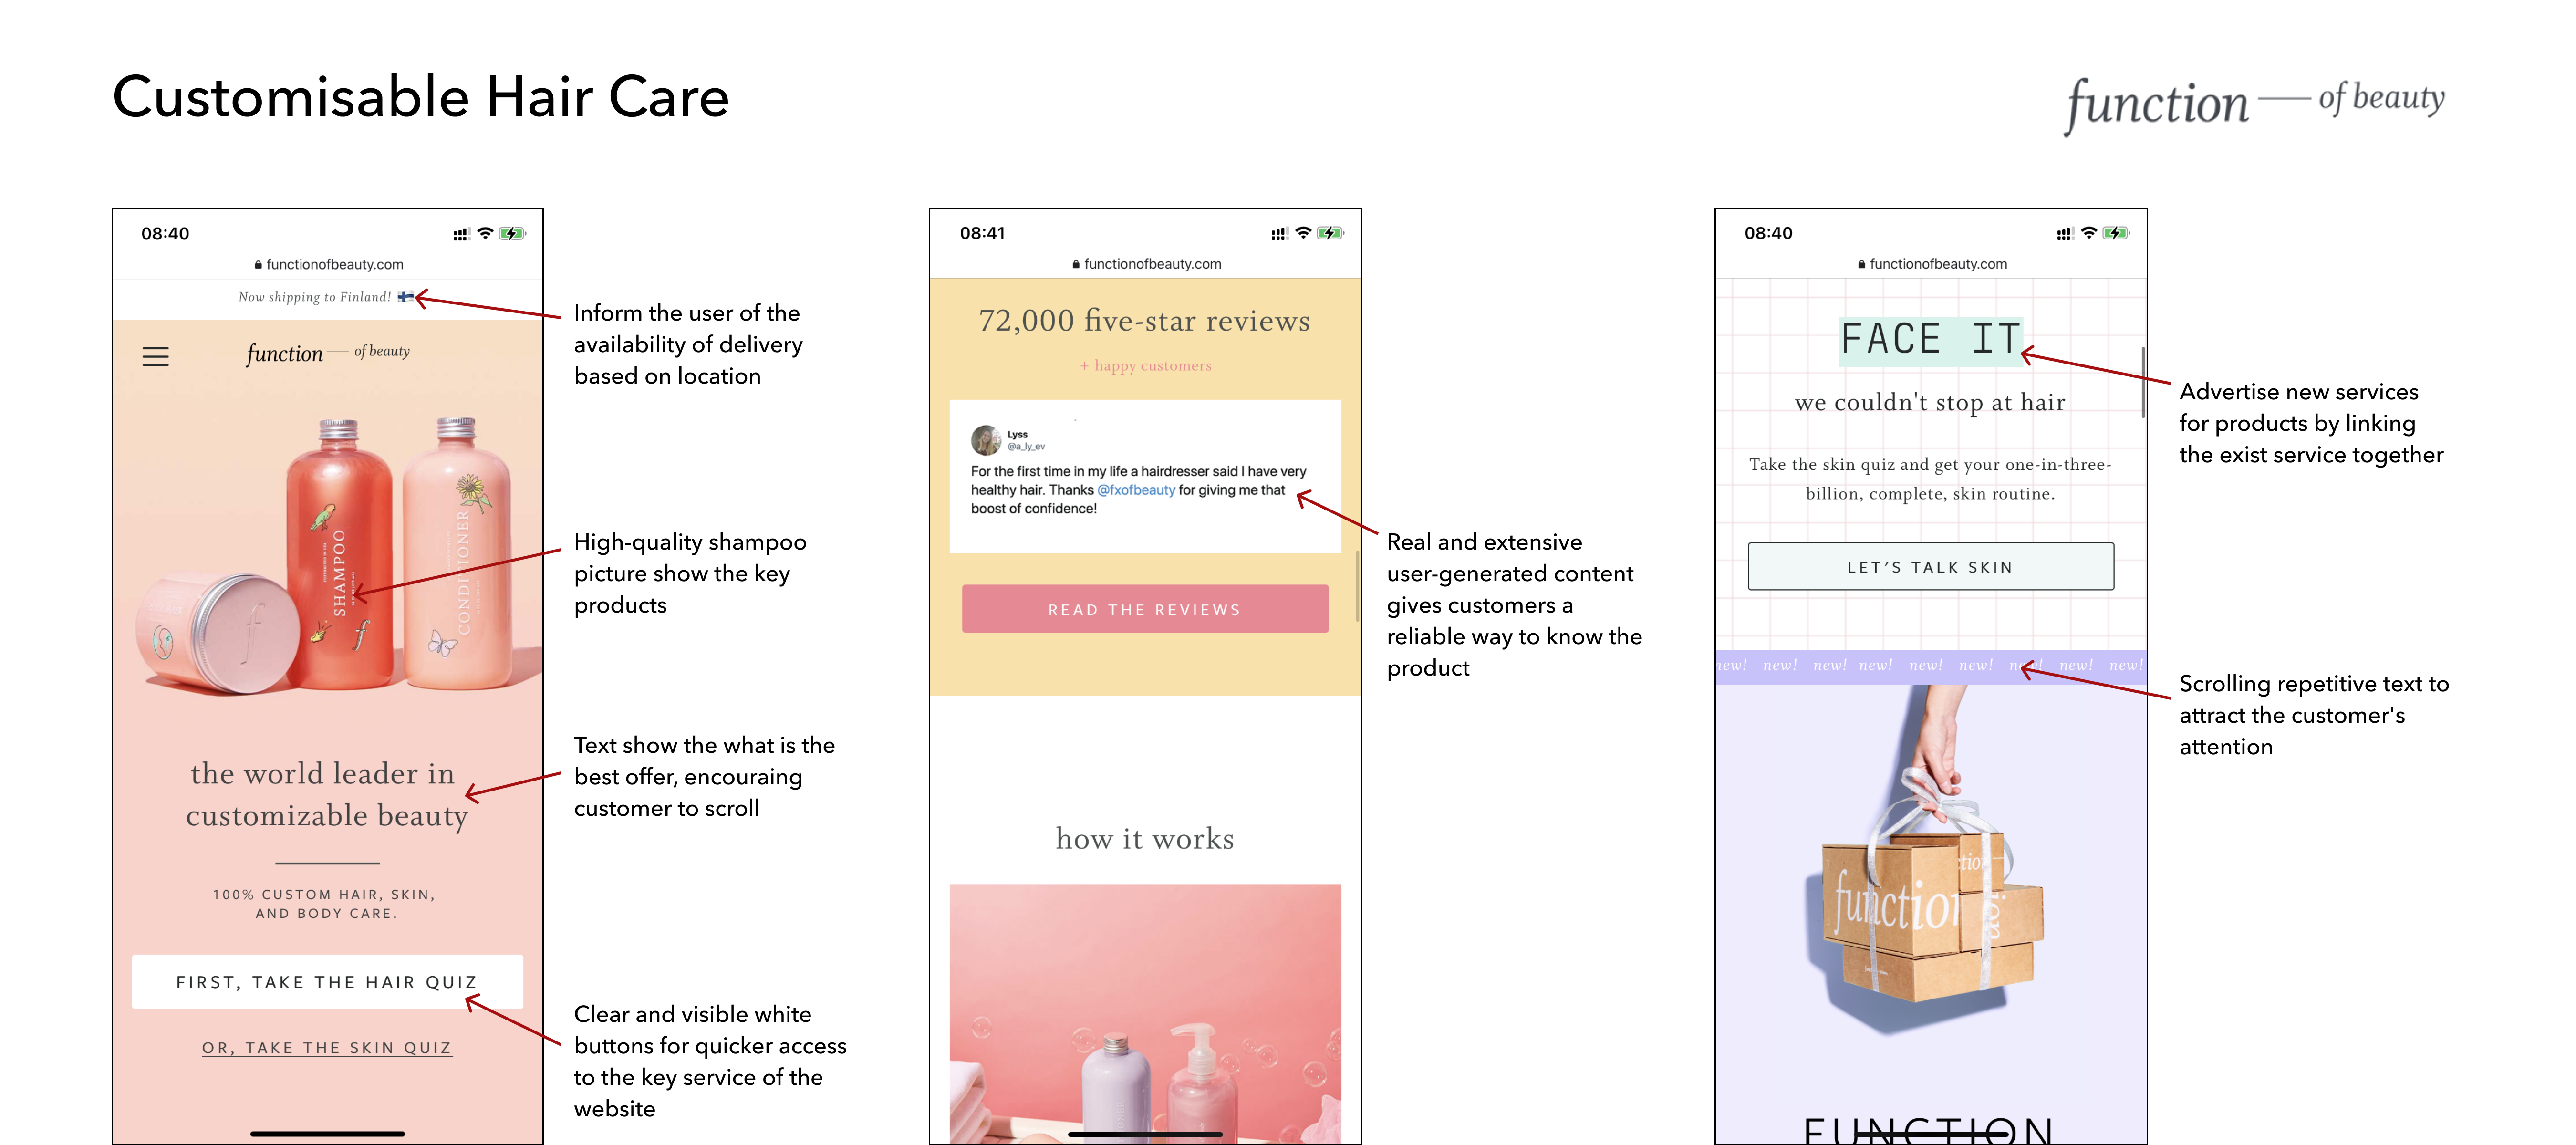 Customisable Hair Care
function — of beauty
08:40
functionofbeauty.com
Now shipping to Finland!
function — of beauty
SHAMPOO
CONDITIONER
the world leader in
customizable beauty
100% CUSTOM HAIR, SKIN,
AND BODY CARE.
FIRST, TAKE THE HAIR QUIZ
OR, TAKE THE SKIN QUIZ
Inform the user of the
availability of delivery
based on location
High-quality shampoo
picture show the key
products
Text show the what is the
best offer, encouraing
customer to scroll
Clear and visible white
buttons for quicker access
to the key service of the
website
08:41
functionofbeauty.com
72,000 five-star reviews
+ happy customers
Lyss
@a_ly_ev
For the first time in my life a hairdresser said I have very
healthy hair. Thanks @fxofbeauty for giving me that
boost of confidence!
READ THE REVIEWS
how it works
Real and extensive
user-generated content
gives customers a
reliable way to know the
product
08:40
functionofbeauty.com
FACE IT
we couldn't stop at hair
Take the skin quiz and get your one-in-three-
billion, complete, skin routine.
LET'S TALK SKIN
new! new! new! new! new! new! new! new! new!
function
FUNCTION
Advertise new services
for products by linking
the exist service together
Scrolling repetitive text to
attract the customer's
attention